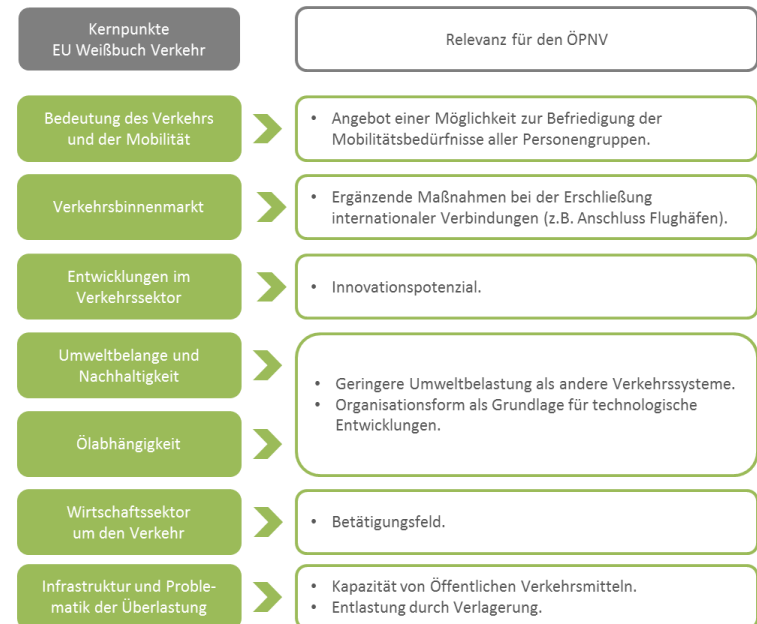 Kernpunkte
EU Weißbuch Verkehr
Relevanz für den ÖPNV
Bedeutung des Verkehrs
und der Mobilität
• Angebot einer Möglichkeit zur Befriedigung der
Mobilitätsbedürfnisse aller Personengruppen.
Verkehrsbinnenmarkt
• Ergänzende Maßnahmen bei der Erschließung
internationaler Verbindungen (z.B. Anschluss Flughäfen).
Entwicklungen im
Verkehrssektor
• Innovationspotenzial.
Umweltbelange und
Nachhaltigkeit
Ölabhängigkeit
• Geringere Umweltbelastung als andere Verkehrssysteme.
• Organisationsform als Grundlage für technologische
Entwicklungen.
Wirtschaftssektor
um den Verkehr
• Betätigungsfeld.
Infrastruktur und Proble-
matik der Überlastung
• Kapazität von Öffentlichen Verkehrsmitteln.
• Entlastung durch Verlagerung.